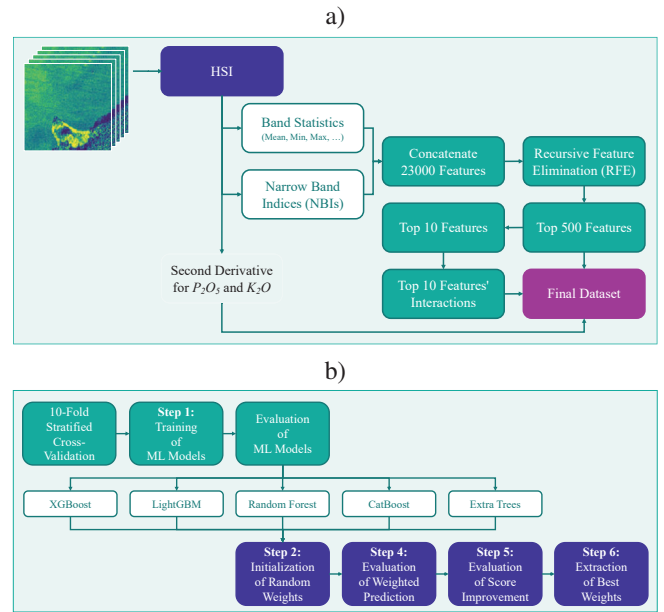 a)
HSI
Band Statistics
(Mean, Min, Max, ...)
Narrow Band
Indices (NBIs)
Concatenate
23000 Features
Recursive Feature
Elimination (RFE)
Top 10 Features
Top 500 Features
Second Derivative
for P₂O₅ and K₂O
Top 10 Features'
Interactions
Final Dataset
b)
10-Fold
Stratified
Cross-
Validation
Step 1:
Training
of
ML Models
Evaluation
of
ML Models
XGBoost
LightGBM
Random Forest
CatBoost
Extra Trees
Step 2:
Initialization
of Random
Weights
Step 4:
Evaluation
of Weighted
Prediction
Step 5:
Evaluation
of Score
Improvement
Step 6:
Extraction
of Best
Weights